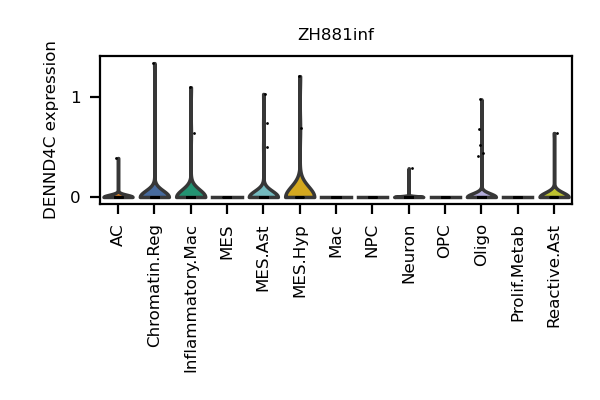 ZH881inf
DENND4C expression
1
0
AC
Chromatin.Reg
Inflammatory.Mac
MES
MES.Ast
MES.Hyp
Mac
NPC
Neuron
OPC
Oligo
Prolif.Metab
Reactive.Ast